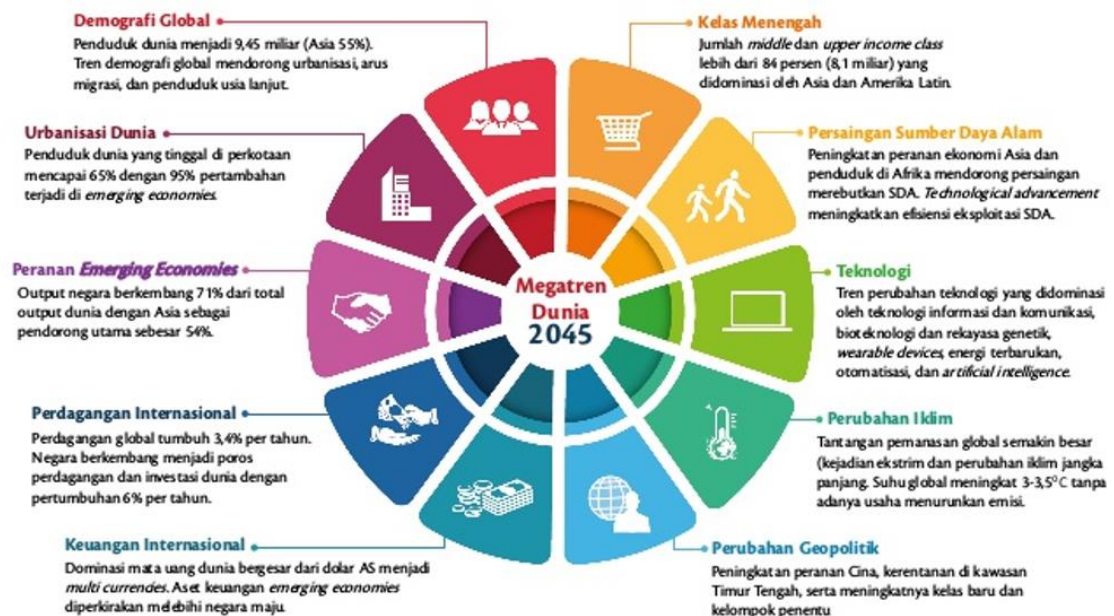 Demografi Global
Penduduk dunia menjadi 9,45 miliar (Asia 55%).
Tren demografi global mendorong urbanisasi, arus
migrasi, dan penduduk usia lanjut.
Kelas Menengah
Jumlah middle dan upper income class
lebih dari 84 persen (8,1 miliar) yang
didominasi oleh Asia dan Amerika Latin.
Urbanisasi Dunia
Penduduk dunia yang tinggal di perkotaan
mencapai 65% dengan 95% pertambahan
terjadi di emerging economies.
Persaingan Sumber Daya Alam
Peningkatan peranan ekonomi Asia dan
penduduk di Afrika mendorong persaingan
merebutkan SDA. Technological advancement
meningkatkan efisiensi eksploitasi SDA.
Peranan Emerging Economies
Output negara berkembang 71% dari total
output dunia dengan Asia sebagai
pendorong utama sebesar 54%.
Megatren
Dunia
2045
Teknologi
Tren perubahan teknologi yang didominasi
oleh teknologi informasi dan komunikasi,
bioteknologi dan rekayasa genetik,
wearable devices, energi terbarukan,
otomatisasi, dan artificial intelligence.
Perdagangan Internasional
Perdagangan global tumbuh 3,4% per tahun.
Negara berkembang menjadi poros
perdagangan dan investasi dunia dengan
pertumbuhan 6% per tahun.
Perubahan Iklim
Tantangan pemanasan global semakin besar
(kejadian ekstrim dan perubahan iklim jangka
panjang. Suhu global meningkat 3-3,5°C tanpa
adanya usaha menurunkan emisi.
Keuangan Internasional
Dominasi mata uang dunia bergesar dari dolar AS menjadi
multi currencies. Aset keuangan emerging economies
diperkirakan melebihi negara maju.
Perubahan Geopolitik
Peningkatan peranan Cina, kerentanan di kawasan
Timur Tengah, serta meningkatnya kelas baru dan
kelompok penentu